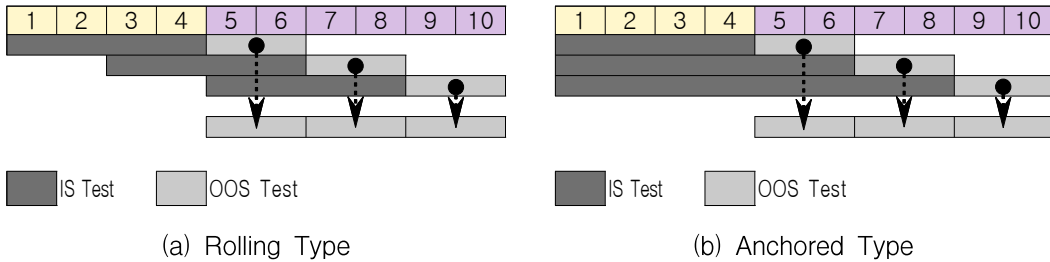 1 2 3 4 5 6 7 8 9 10
IS Test OOS Test
(a) Rolling Type
1 2 3 4 5 6 7 8 9 10
IS Test OOS Test
(b) Anchored Type